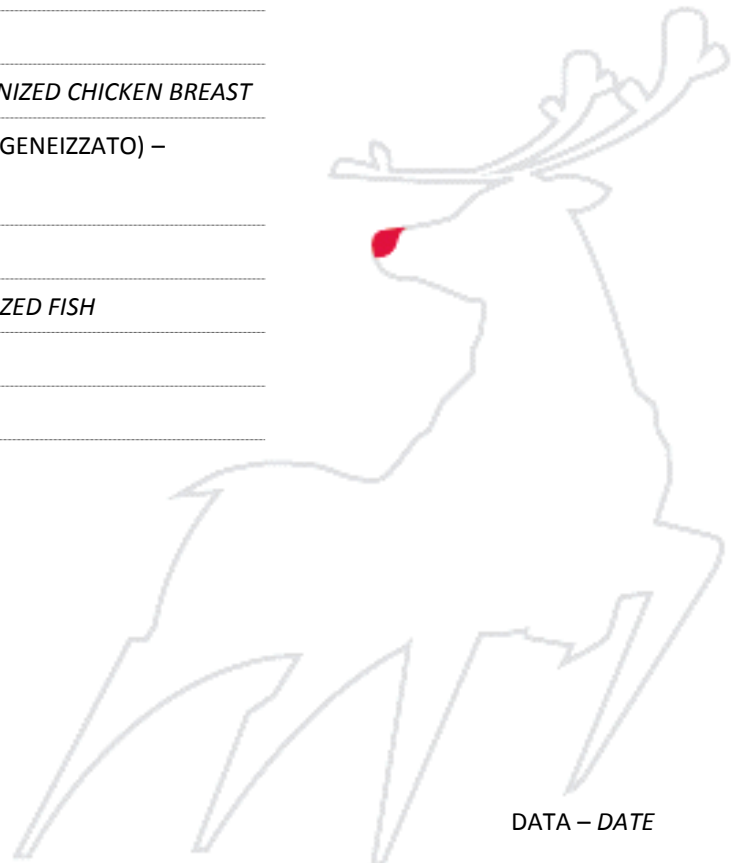 NIZED CHICKEN BREAST
GENEIZZATO) –
ZED FISH
DATA – DATE